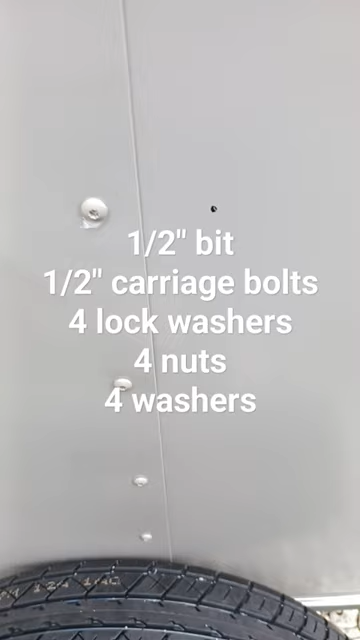 1/2" bit
1/2" carriage bolts
4 lock washers
4 nuts
4 washers